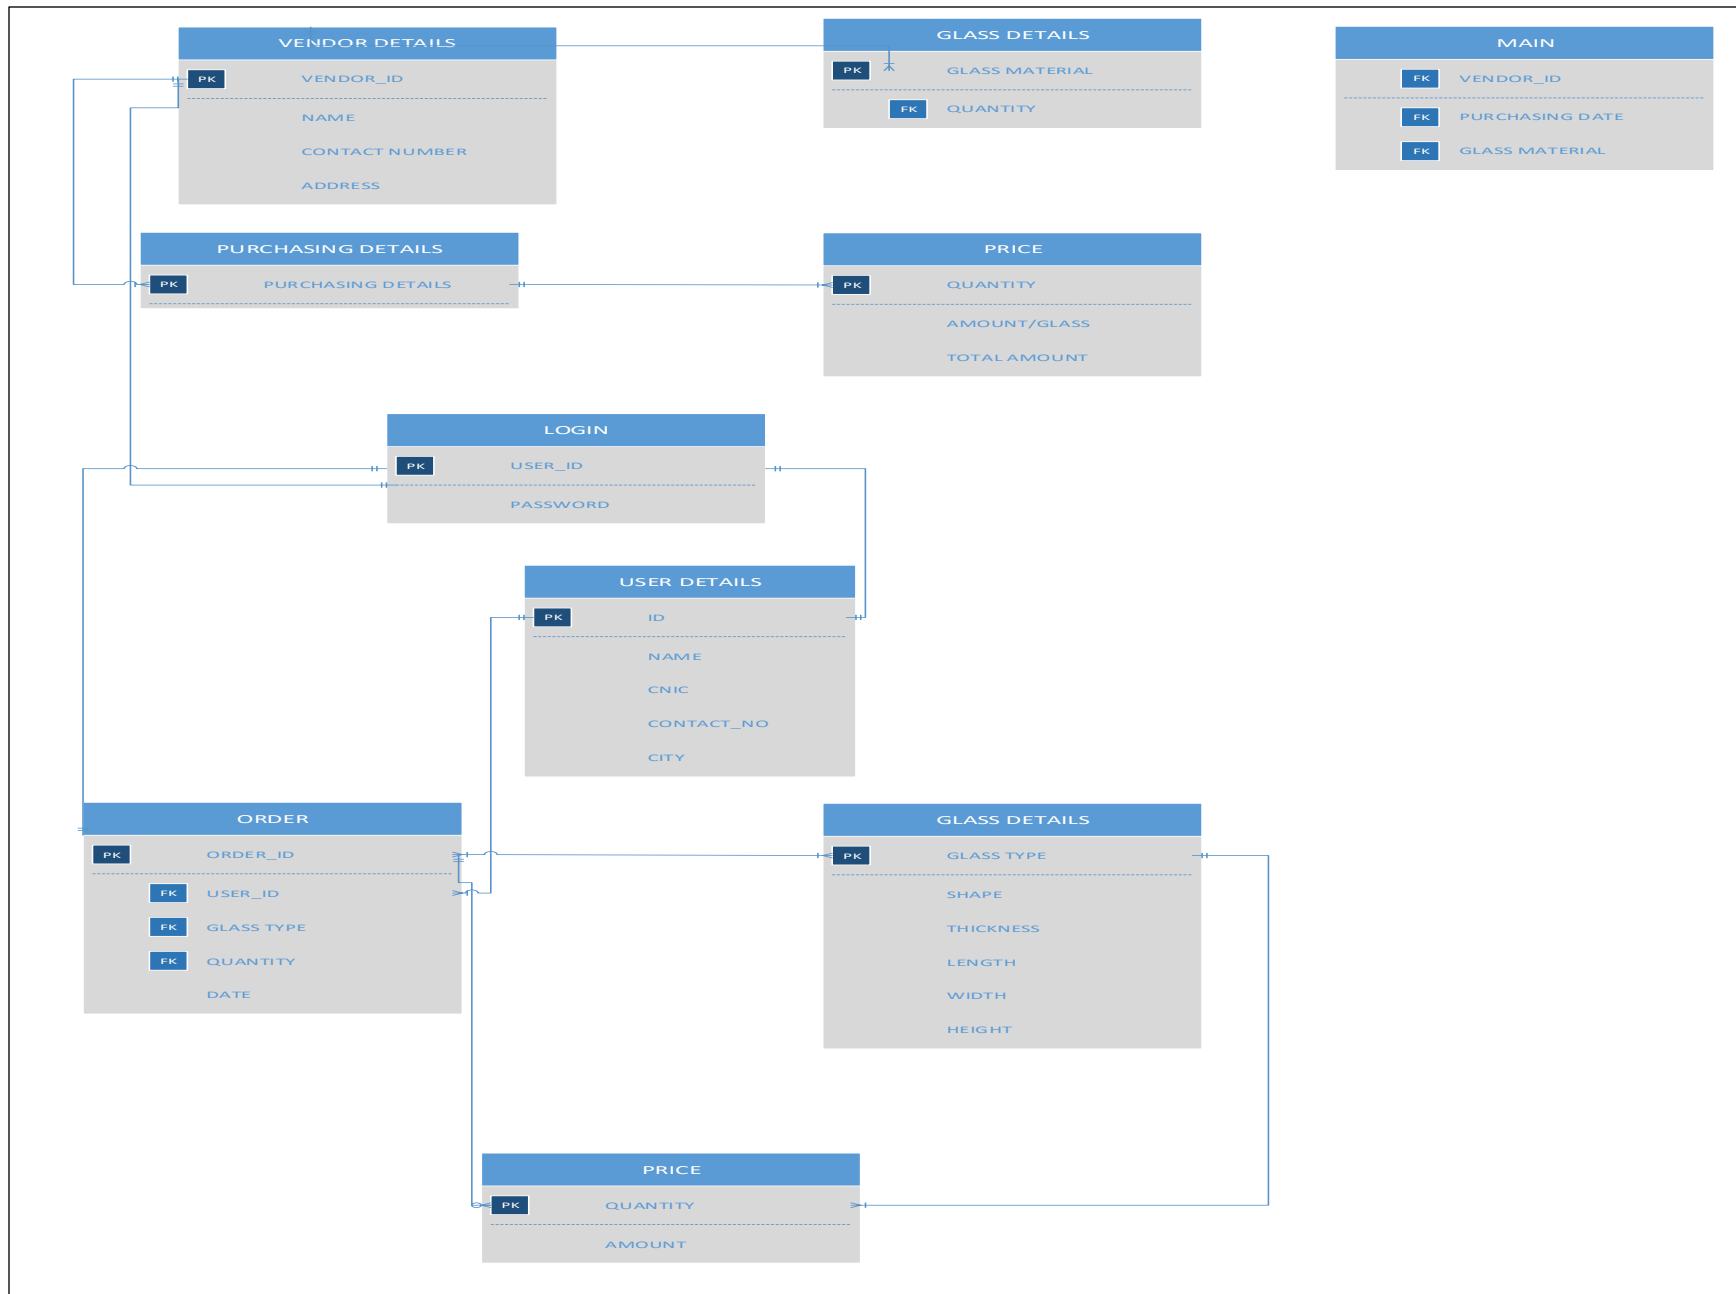 VENDOR DETAILS
PK VENDOR_ID
NAME
CONTACT NUMBER
ADDRESS
GLASS DETAILS
PK GLASS MATERIAL
FK QUANTITY
MAIN
FK VENDOR_ID
FK PURCHASING DATE
FK GLASS MATERIAL
PURCHASING DETAILS
PK PURCHASING DETAILS
PRICE
PK QUANTITY
AMOUNT/GLASS
TOTAL AMOUNT
LOGIN
PK USER_ID
PASSWORD
USER DETAILS
PK ID
NAME
CNIC
CONTACT_NO
CITY
ORDER
PK ORDER_ID
FK USER_ID
FK GLASS TYPE
FK QUANTITY
DATE
GLASS DETAILS
PK GLASS TYPE
SHAPE
THICKNESS
LENGTH
WIDTH
HEIGHT
PRICE
PK QUANTITY
AMOUNT